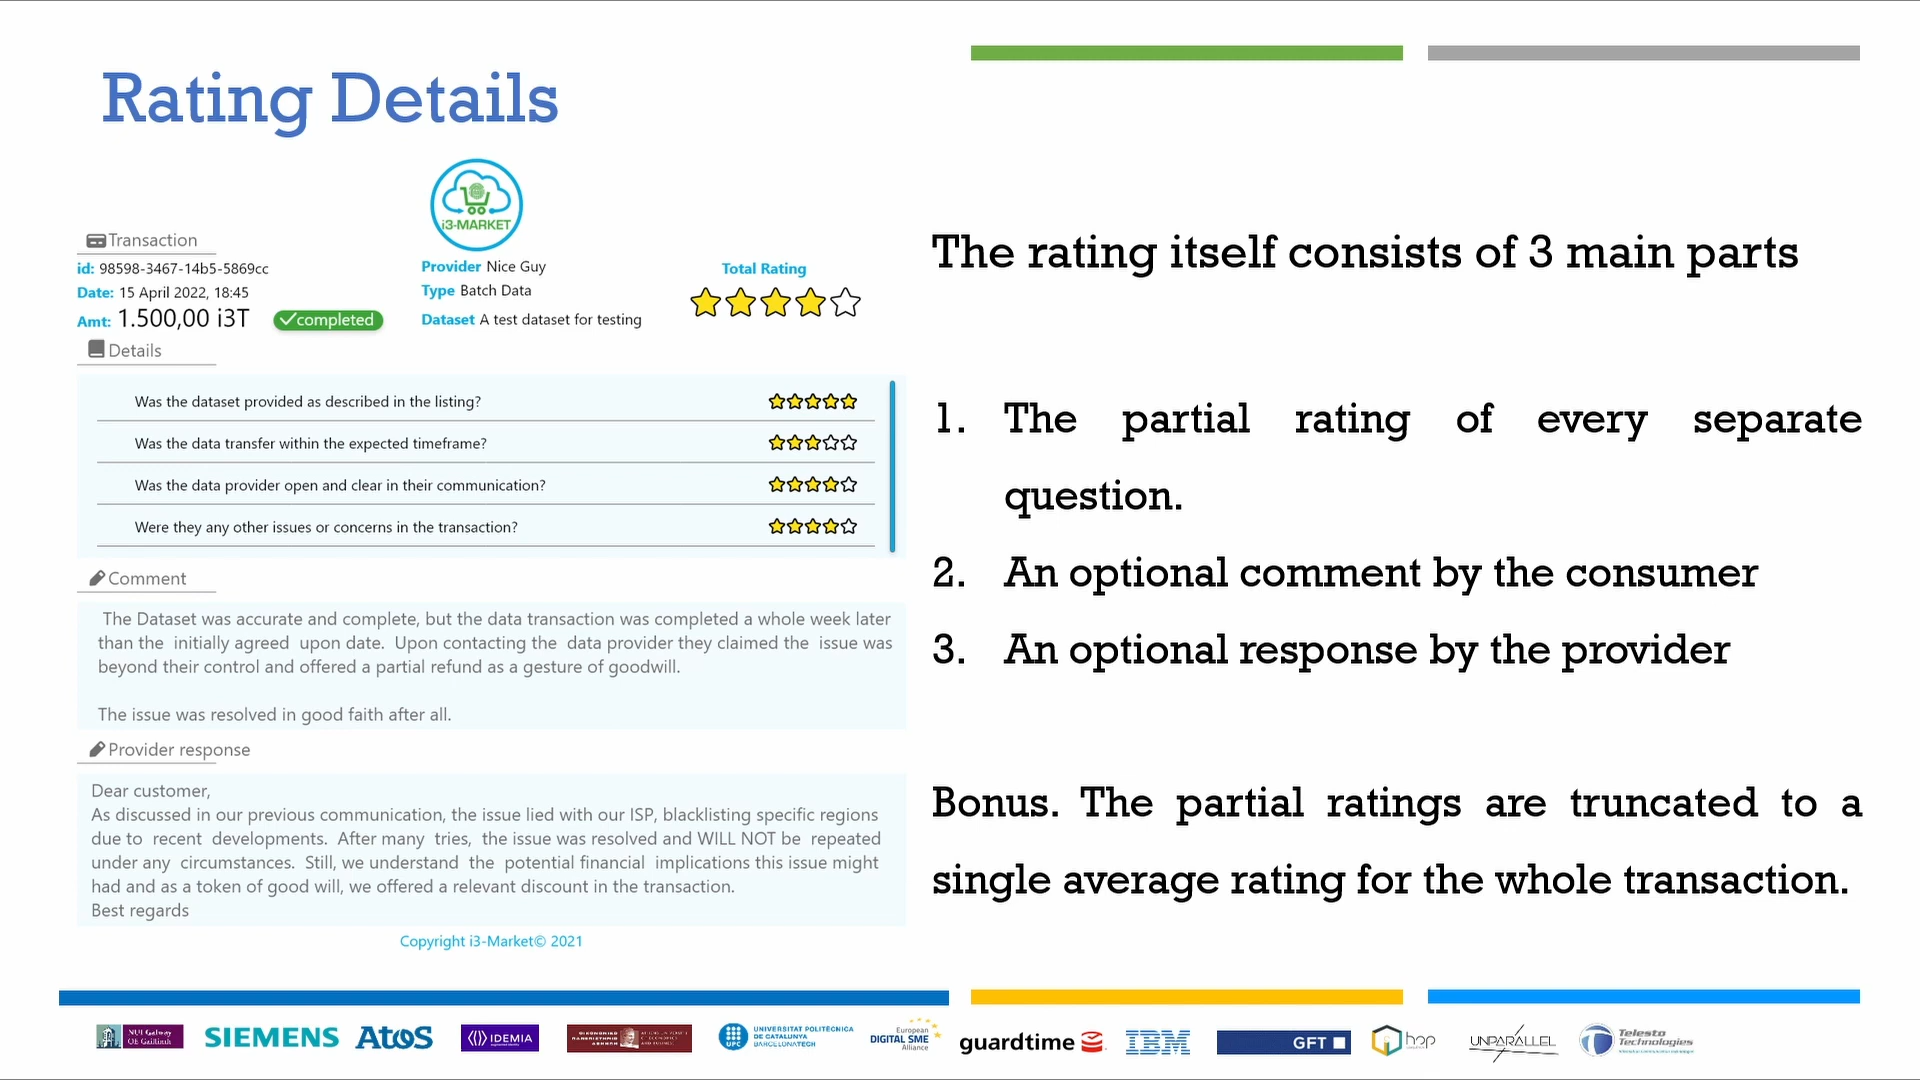 Rating Details
i3-MARKET
Transaction
id: 98598-3467-14b5-5869cc
Date: 15 April 2022, 18:45
Amt: 1.500,00 i3T
completed
Provider Nice Guy
Type Batch Data
Dataset A test dataset for testing
Total Rating
Details
Was the dataset provided as described in the listing?
Was the data transfer within the expected timeframe?
Was the data provider open and clear in their communication?
Were they any other issues or concerns in the transaction?
Comment
The Dataset was accurate and complete, but the data transaction was completed a whole week later
than the initially agreed upon date. Upon contacting the data provider they claimed the issue was
beyond their control and offered a partial refund as a gesture of goodwill.
The issue was resolved in good faith after all.
Provider response
Dear customer,
As discussed in our previous communication, the issue lied with our ISP, blacklisting specific regions
due to recent developments. After many tries, the issue was resolved and WILL NOT be repeated
under any circumstances. Still, we understand the potential financial implications this issue might
had and as a token of good will, we offered a relevant discount in the transaction.
Best regards
Copyright i3-Market© 2021
The rating itself consists of 3 main parts
1. The partial rating of every separate
question.
2. An optional comment by the consumer
3. An optional response by the provider
Bonus. The partial ratings are truncated to a
single average rating for the whole transaction.
NUI Galway
OÉ Gaillimh
SIEMENS
Atos
IDEMIA
UPC
UNIVERSITAT POLITÈCNICA
DE CATALUNYA
BARCELONATECH
European
DIGITAL SME
Alliance
guardtime
IBM
GFT
hop
UNPARALLEL
Telesto
Technologies